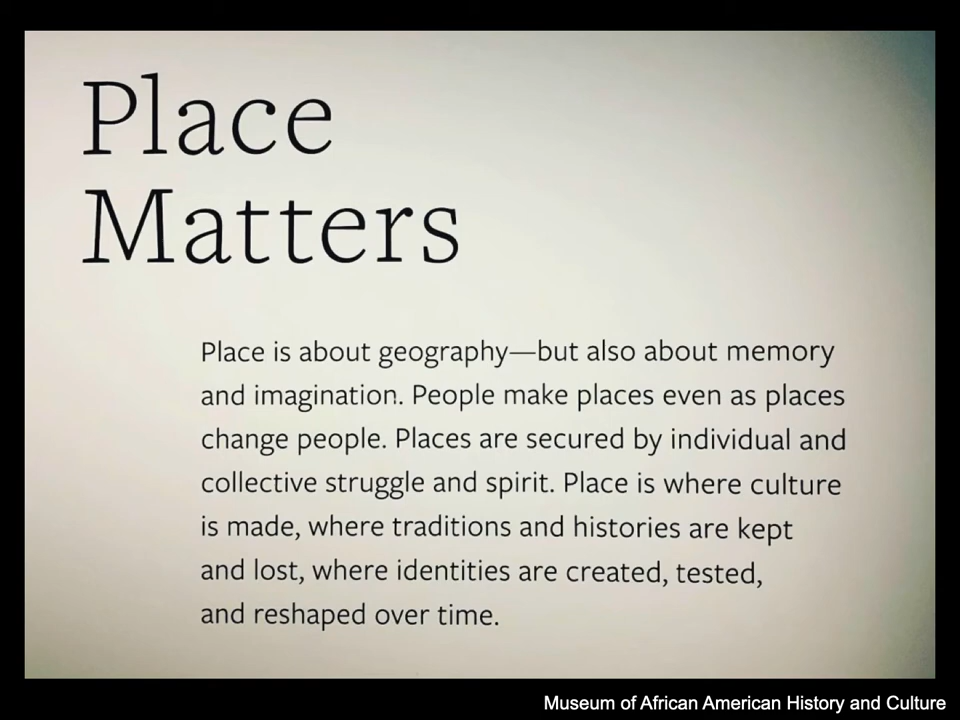 Place
Matters
Place is about geography—but also about memory
and imagination. People make places even as places
change people. Places are secured by individual and
collective struggle and spirit. Place is where culture
is made, where traditions and histories are kept
and lost, where identities are created, tested,
and reshaped over time.
Museum of African American History and Culture